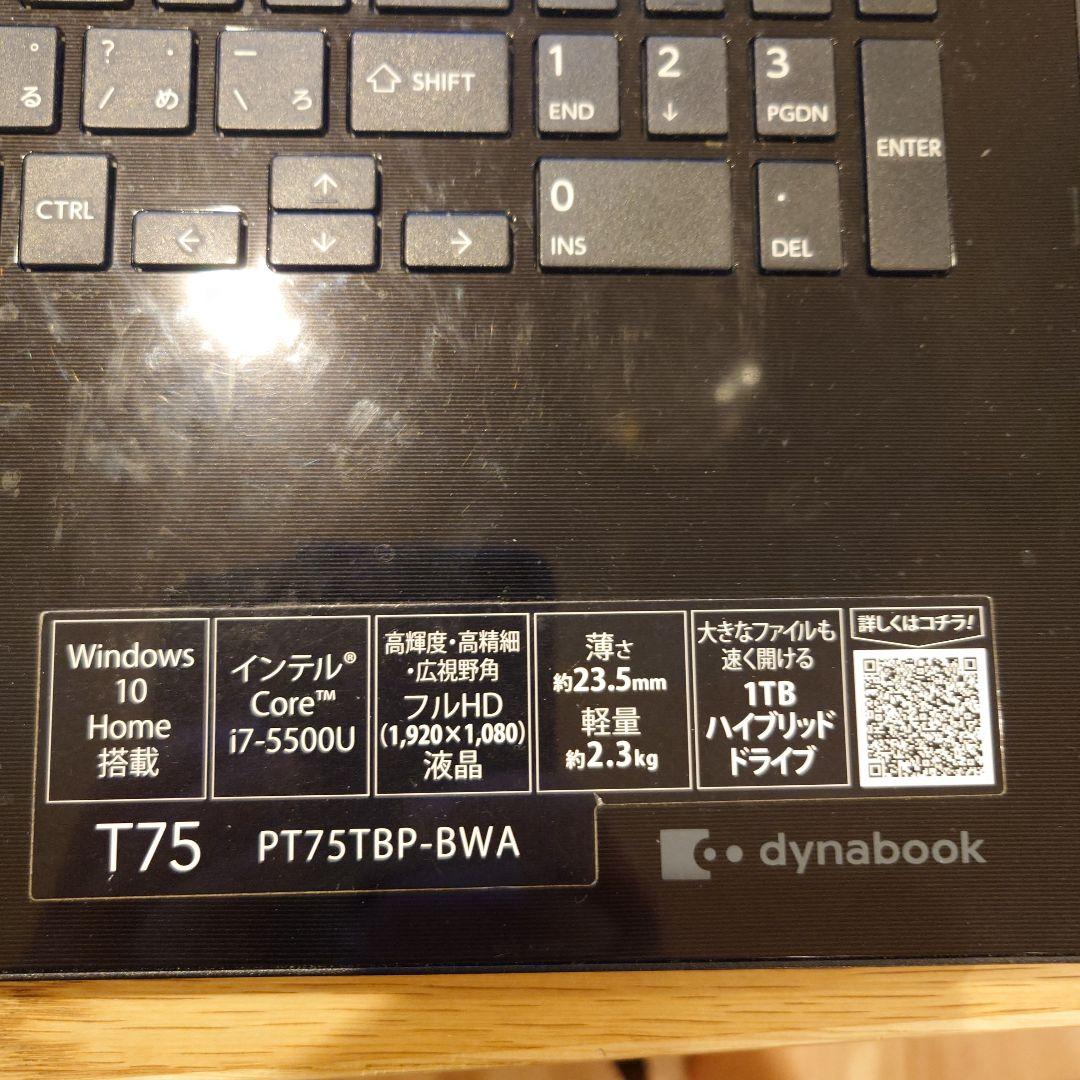 ° る
? ・ / め
ー \ ろ
SHIFT
1 END
2 ↓
3 PGDN
ENTER
CTRL
←
↑
↓
→
0 INS
. DEL
Windows
10
Home
搭載
インテル®
Core™
i7-5500U
高輝度・高精細
・広視野角
フルHD
(1,920×1,080)
液晶
薄さ
約23.5mm
軽量
約2.3kg
大きなファイルも
速く開ける
1TB
ハイブリッド
ドライブ
詳しくはコチラ!
T75 PT75TBP-BWA
dynabook